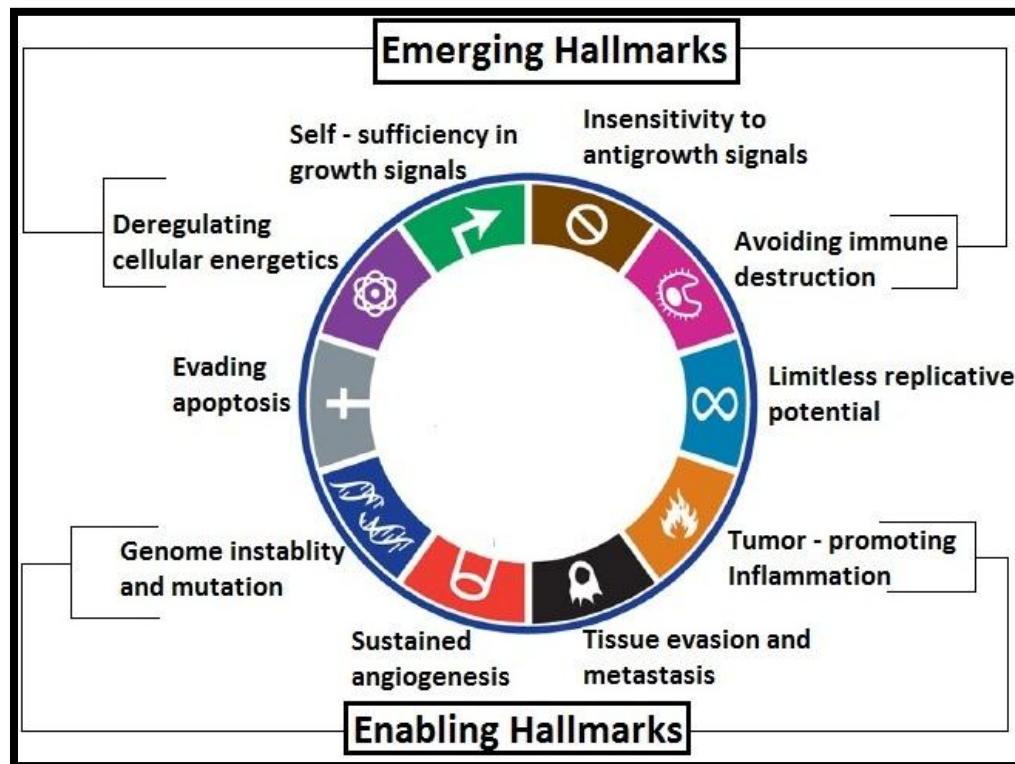 Emerging Hallmarks
Self - sufficiency in
growth signals
Insensitivity to
antigrowth signals
Deregulating
cellular energetics
Avoiding immune
destruction
Evading
apoptosis
Limitless replicative
potential
Genome instablity
and mutation
Tumor - promoting
Inflammation
Sustained
angiogenesis
Tissue evasion and
metastasis
Enabling Hallmarks